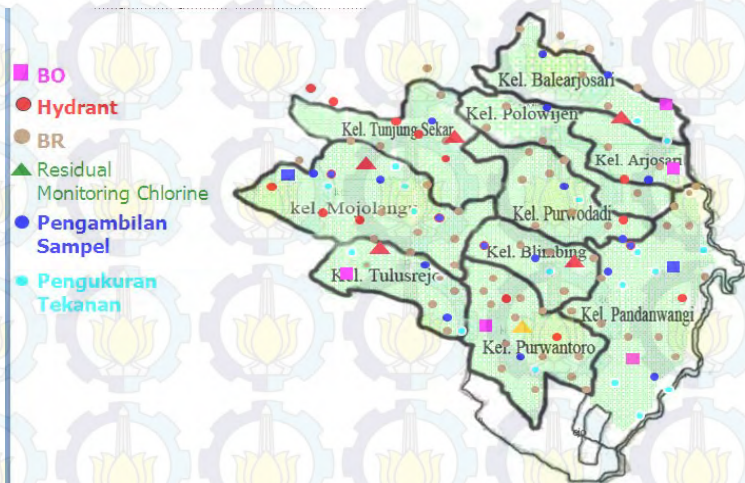 BO
Hydrant
BR
Residual
Monitoring Chlorine
Pengambilan
Sampel
Pengukuran
Tekanan
Kel. Balearjosari
Kel. Polowijen
Kel. Tunjung Sekar
Kel. Arjosari
kel. Mojolangu
Kel. Purwodadi
Kel. Blimbing
Kel. Tulusrejo
Kel. Pandanwangi
Kel. Purwantoro